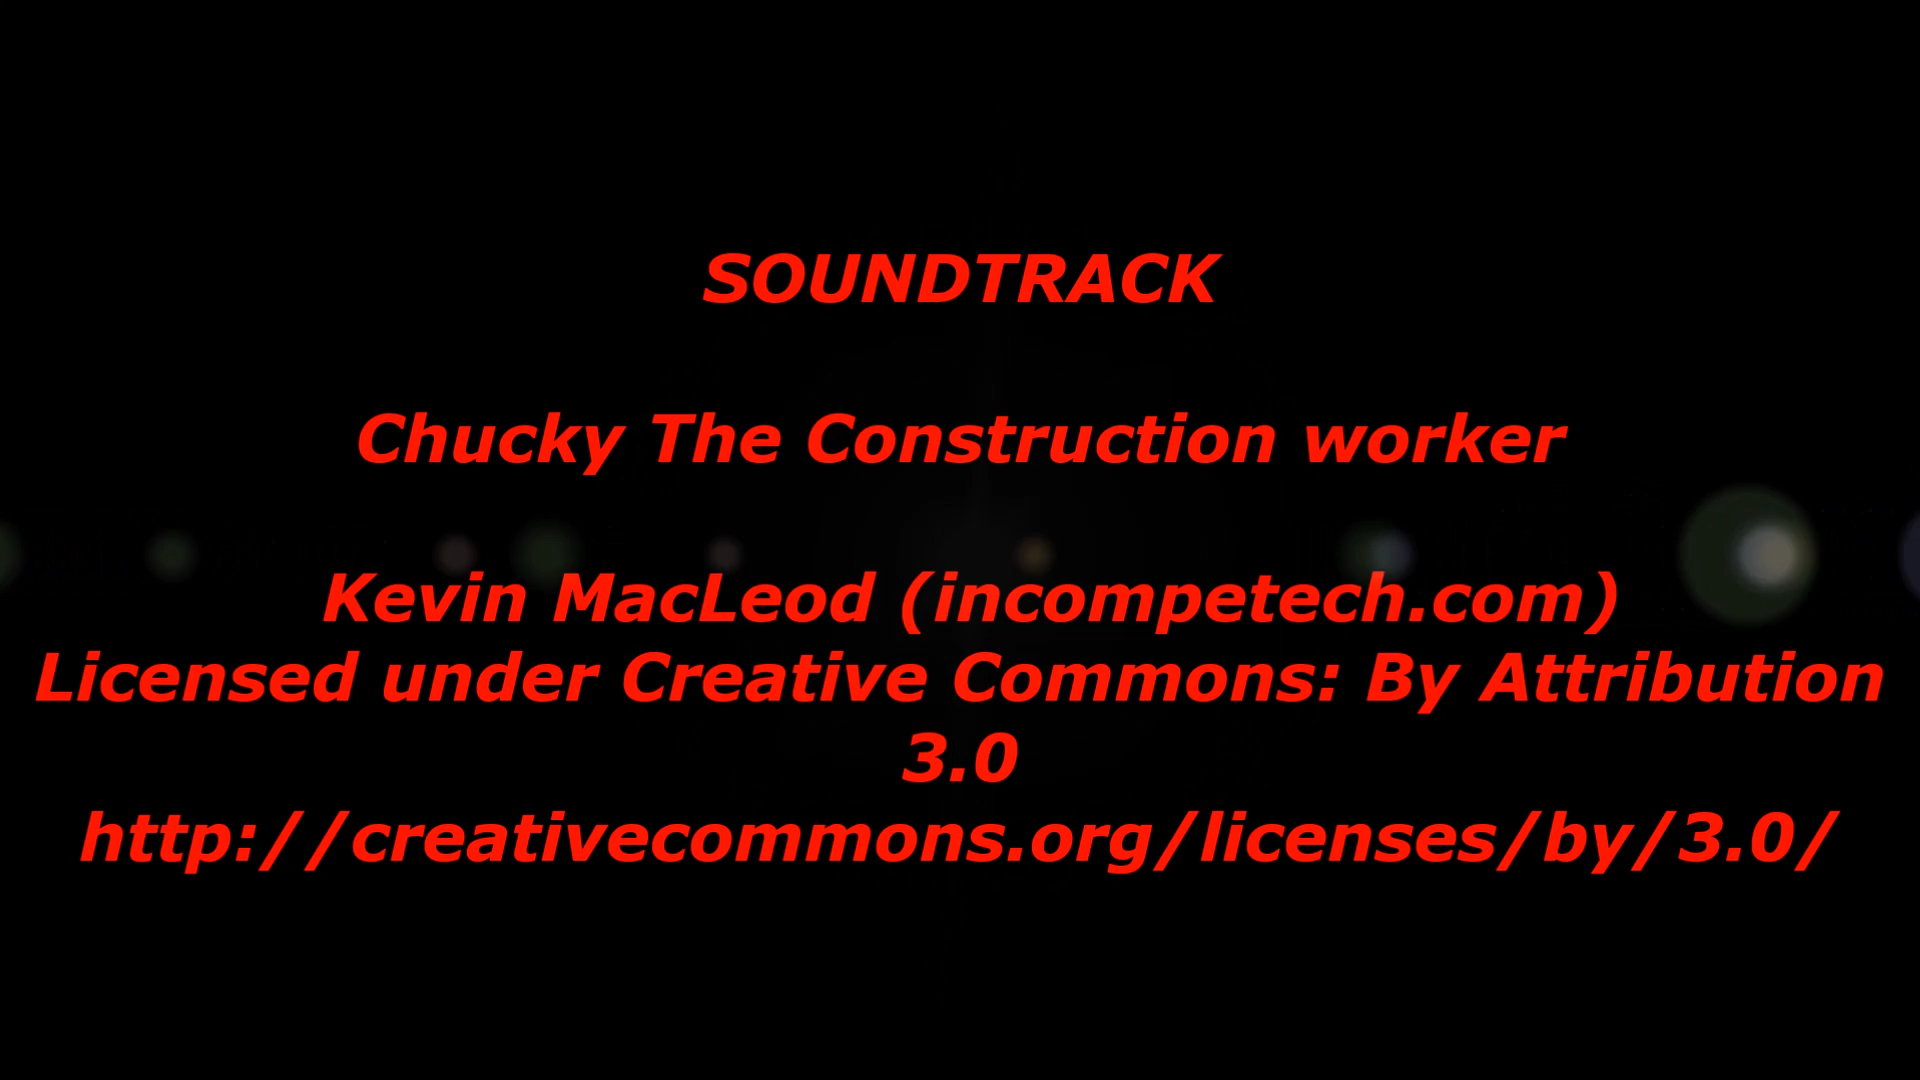 SOUNDTRACK
Chucky The Construction worker
Kevin MacLeod (incompetech.com)
Licensed under Creative Commons: By Attribution
3.0
http://creativecommons.org/licenses/by/3.0/